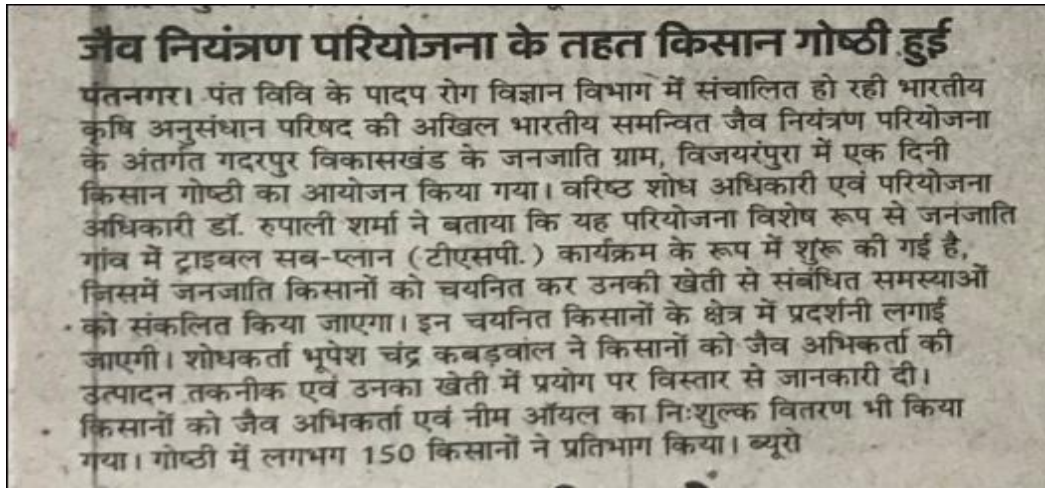 जैव नियंत्रण परियोजना के तहत किसान गोष्ठी हुई
पंतनगर। पंत विवि के पादप रोग विज्ञान विभाग में संचालित हो रही भारतीय
कृषि अनुसंधान परिषद की अखिल भारतीय समन्वित जैव नियंत्रण परियोजना
के अंतर्गत गदरपुर विकासखंड के जनजाति ग्राम, विजयरंपुरा में एक दिनी
किसान गोष्ठी का आयोजन किया गया। वरिष्ठ शोध अधिकारी एवं परियोजना
अधिकारी डॉ. रुपाली शर्मा ने बताया कि यह परियोजना विशेष रूप से जनजाति
गांव में ट्राइबल सब-प्लान (टीएसपी.) कार्यक्रम के रूप में शुरू की गई है,
जिसमें जनजाति किसानों को चयनित कर उनकी खेती से संबंधित समस्याओं
को संकलित किया जाएगा। इन चयनित किसानों के क्षेत्र में प्रदर्शनी लगाई
जाएगी। शोधकर्ता भूपेश चंद्र कबड़वाल ने किसानों को जैव अभिकर्ता की
उत्पादन तकनीक एवं उनका खेती में प्रयोग पर विस्तार से जानकारी दी।
किसानों को जैव अभिकर्ता एवं नीम ऑयल का निःशुल्क वितरण भी किया
गया। गोष्ठी में लगभग 150 किसानों ने प्रतिभाग किया। ब्यूरो